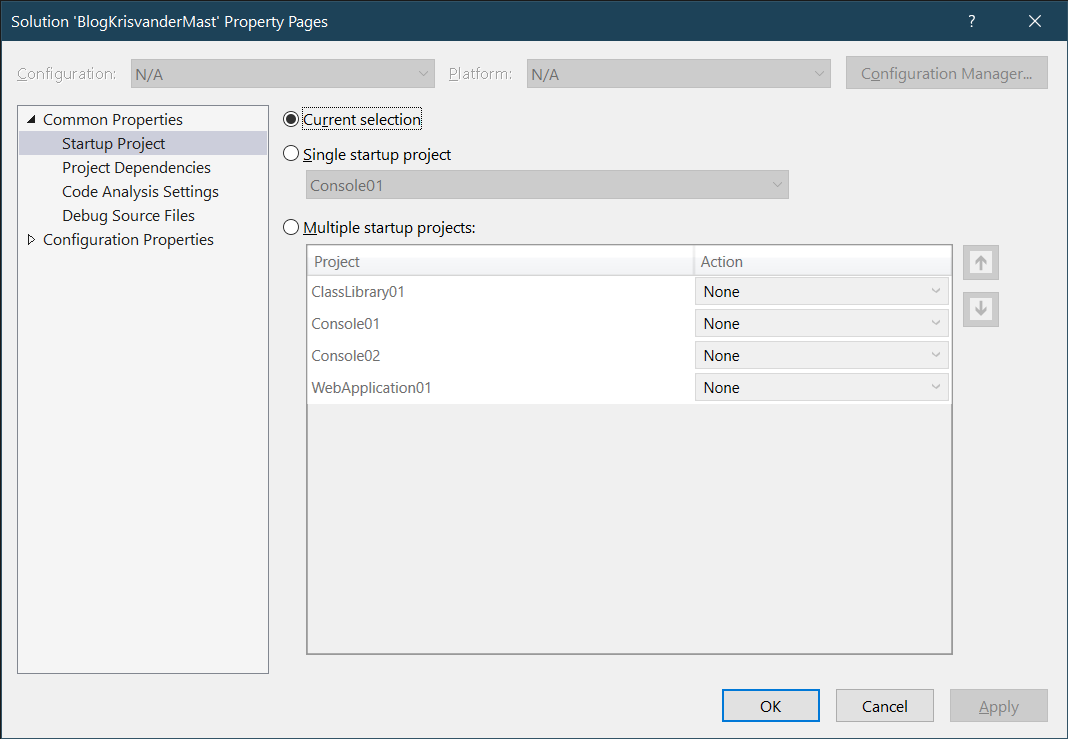 Solution 'BlogKrisvanderMast' Property Pages ?
Configuration: N/A Platform: N/A Configuration Manager...
Common Properties
Startup Project
Project Dependencies
Code Analysis Settings
Debug Source Files
Configuration Properties
Current selection
Single startup project
Console01
Multiple startup projects:
Project Action
ClassLibrary01 None
Console01 None
Console02 None
WebApplication01 None
OK Cancel Apply